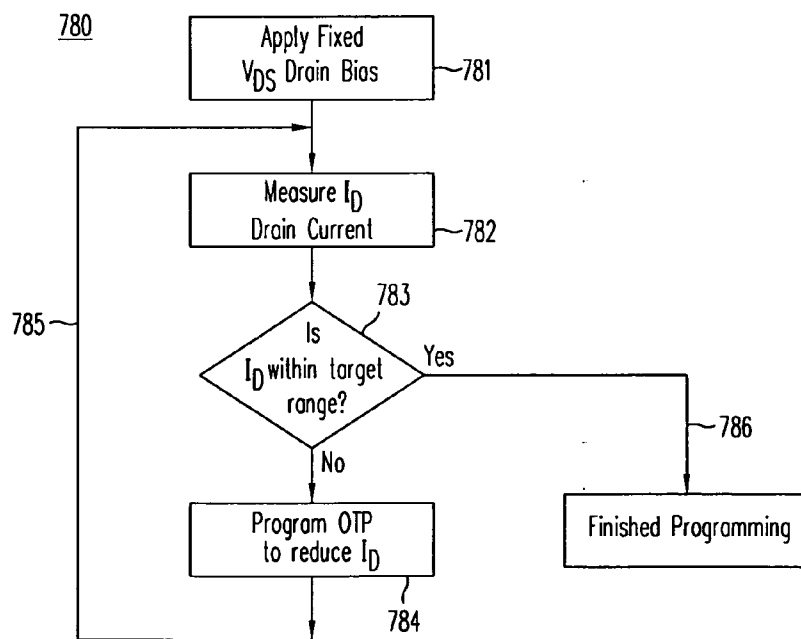 780
Apply Fixed
V_DS Drain Bias
781
Measure I_D
Drain Current
782
783
785
Is
I_D within target
range?
Yes
786
No
Program OTP
to reduce I_D
784
Finished Programming